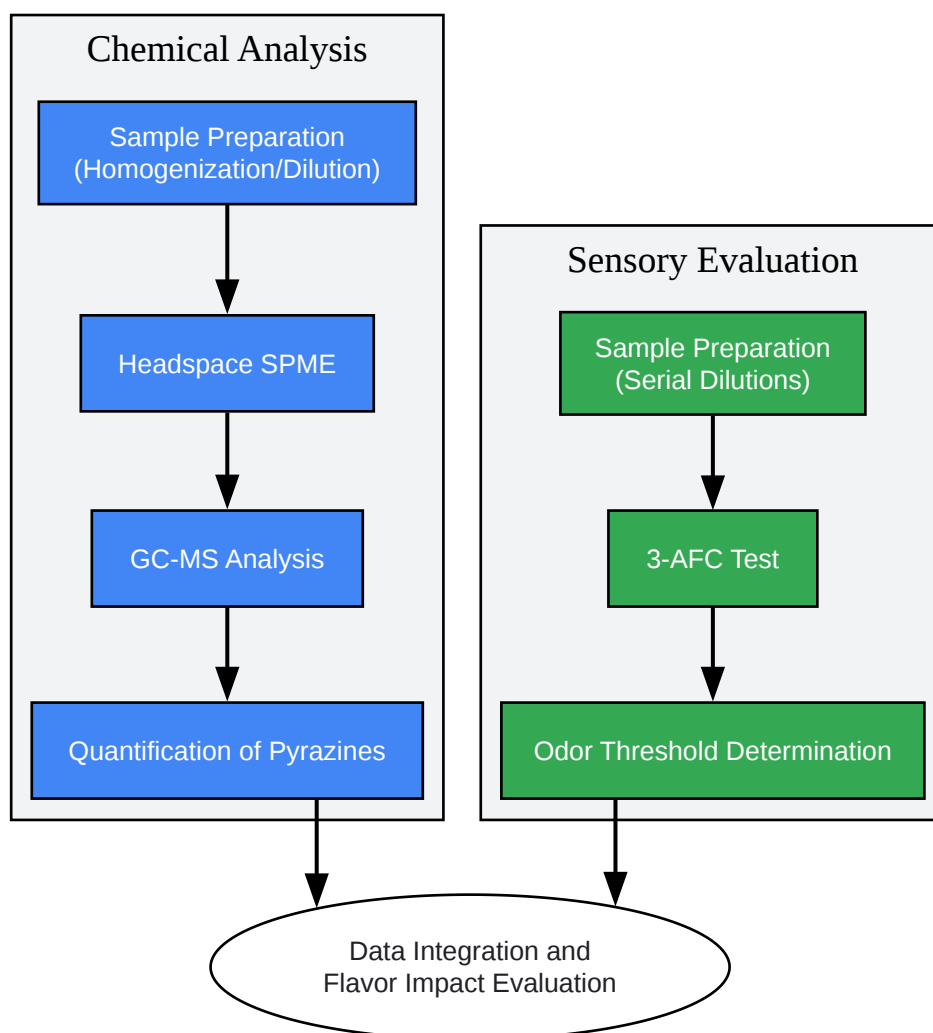 Chemical Analysis
Sample Preparation
(Homogenization/Dilution)
Headspace SPME
GC-MS Analysis
Quantification of Pyrazines
Sensory Evaluation
Sample Preparation
(Serial Dilutions)
3-AFC Test
Odor Threshold Determination
Data Integration and
Flavor Impact Evaluation